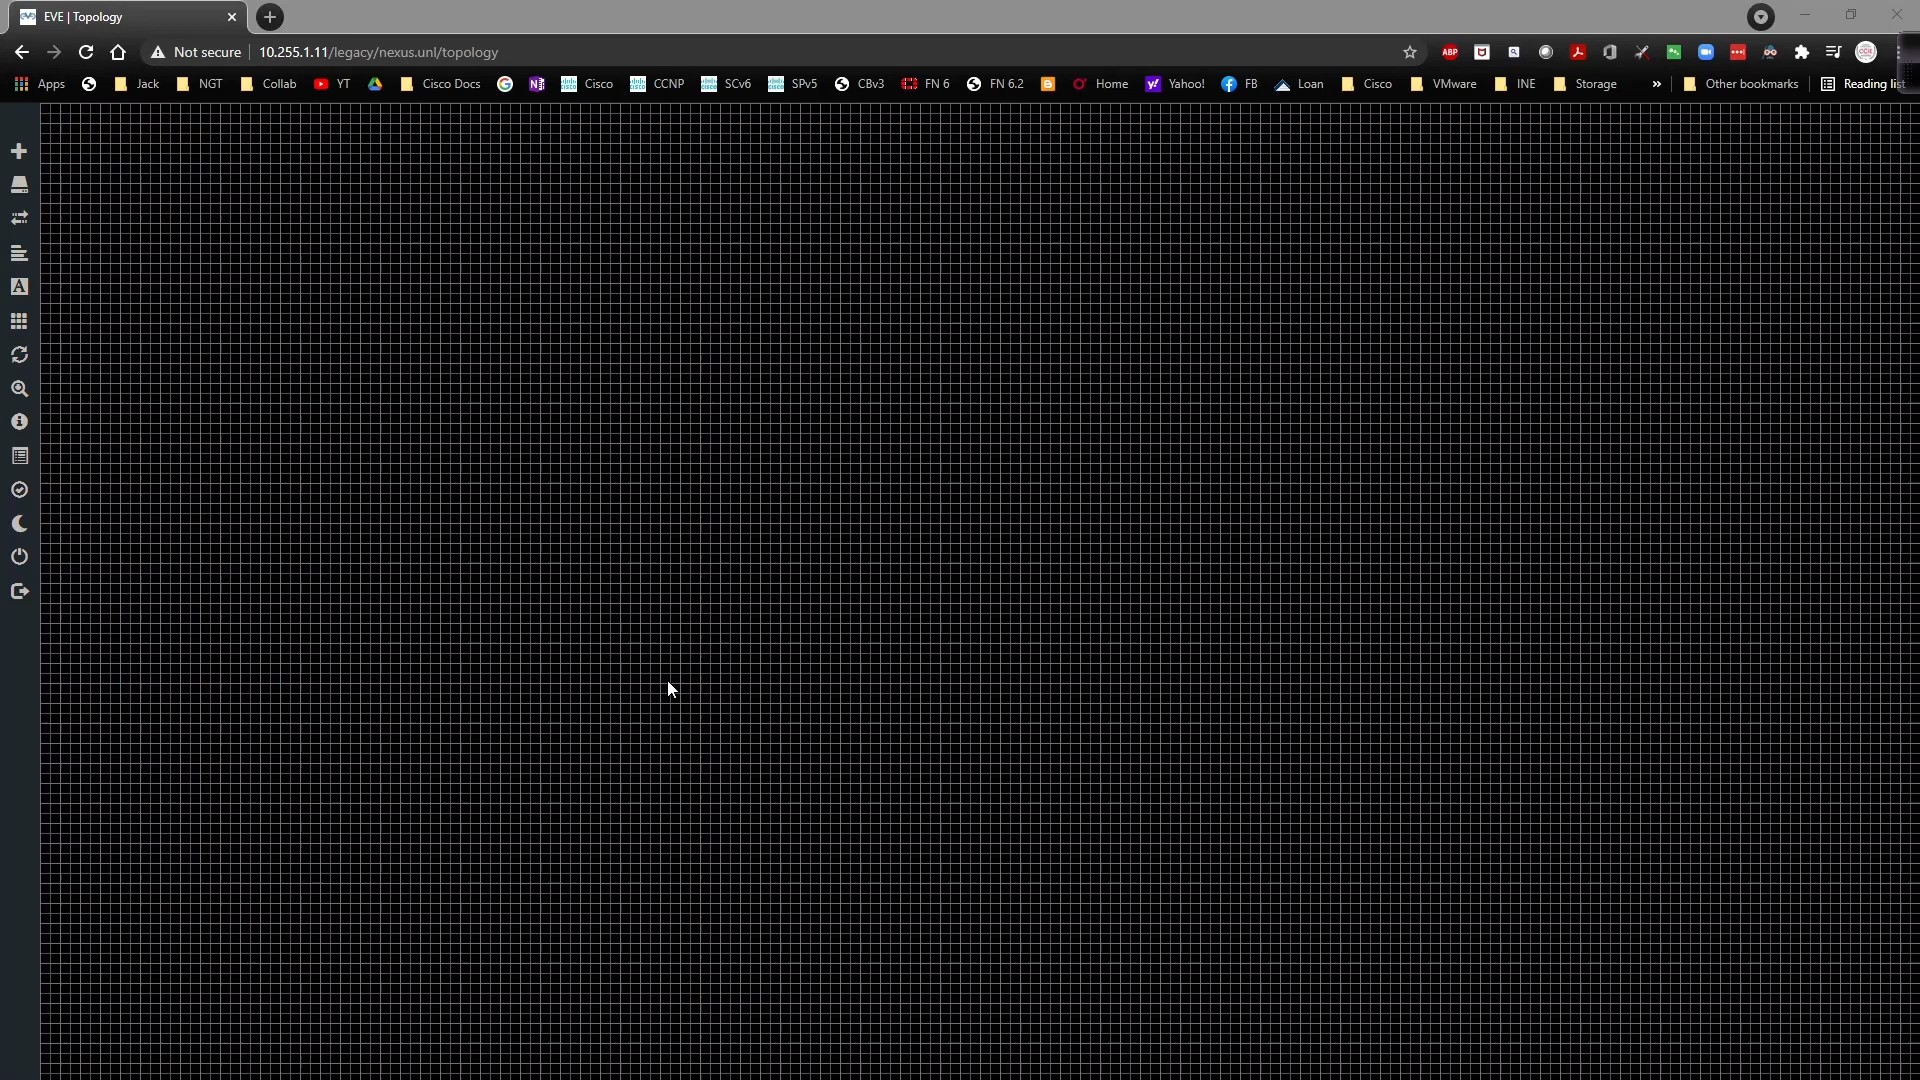 EVE | Topology
Not secure 10.255.1.11/legacy/nexus.unl/topology
ABP
Apps Jack NGT Collab YT Cisco Docs Cisco CCNP SCv6 SPv5 CBv3 FN 6 FN 6.2 Home Yahoo! FB Loan Cisco VMware INE Storage » Other bookmarks Reading list
A